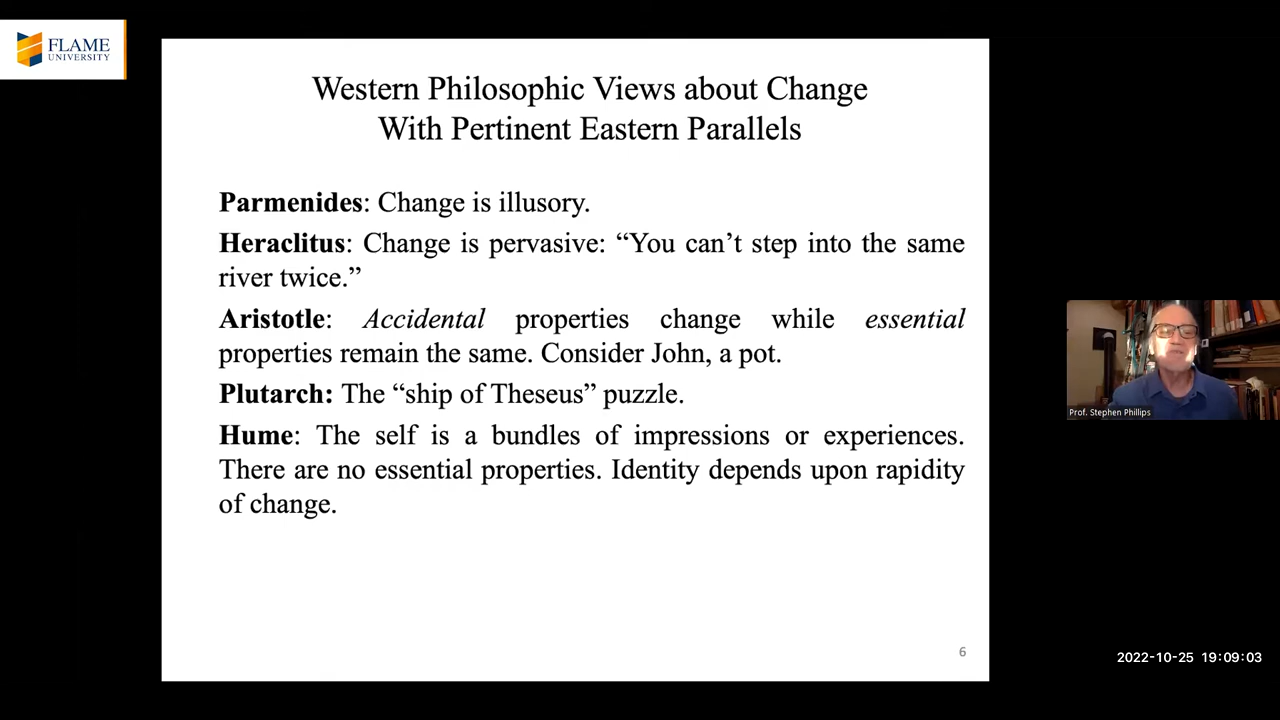 FLAME
UNIVERSITY
Western Philosophic Views about Change
With Pertinent Eastern Parallels
Parmenides: Change is illusory.
Heraclitus: Change is pervasive: “You can’t step into the same
river twice.”
Aristotle: Accidental properties change while essential
properties remain the same. Consider John, a pot.
Plutarch: The “ship of Theseus” puzzle.
Hume: The self is a bundles of impressions or experiences.
There are no essential properties. Identity depends upon rapidity
of change.
6
Prof. Stephen Phillips
2022-10-25 19:09:03